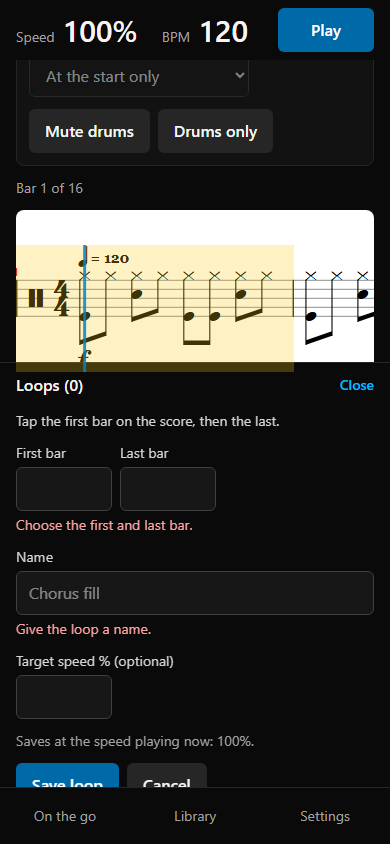 Speed 100% BPM 120 Play
At the start only
Mute drums Drums only
Bar 1 of 16
= 120
4
4
f
Loops (0) Close
Tap the first bar on the score, then the last.
First bar Last bar
Choose the first and last bar.
Name
Chorus fill
Give the loop a name.
Target speed % (optional)
Saves at the speed playing now: 100%.
Save loop Cancel
On the go Library Settings